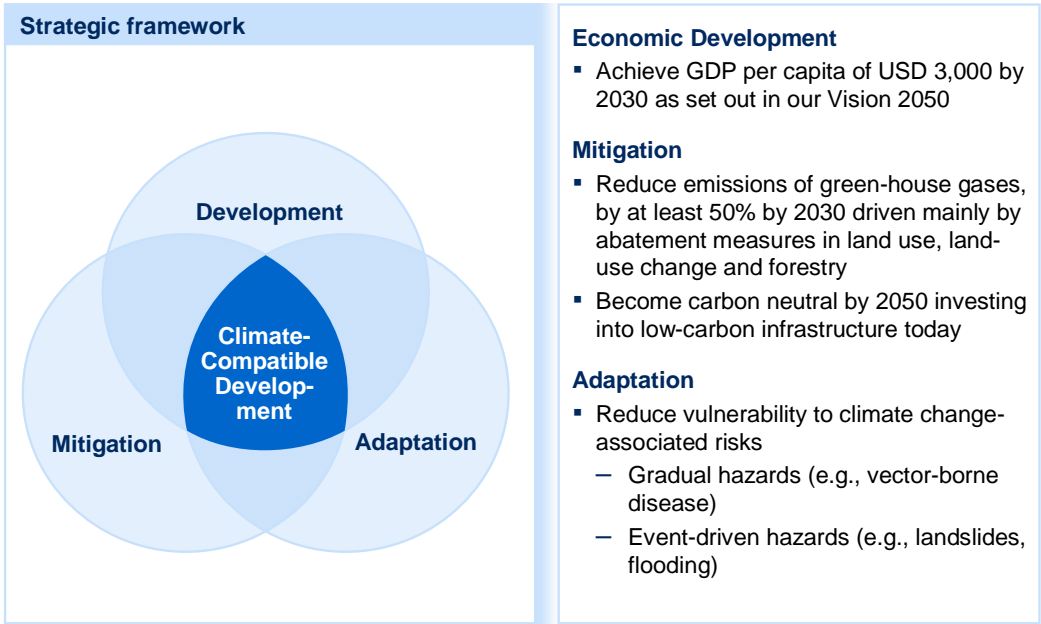 Strategic framework
Development
Climate-
Compatible
Develop-
ment
Mitigation
Adaptation
Economic Development
▪ Achieve GDP per capita of USD 3,000 by
2030 as set out in our Vision 2050
Mitigation
▪ Reduce emissions of green-house gases,
by at least 50% by 2030 driven mainly by
abatement measures in land use, land-
use change and forestry
▪ Become carbon neutral by 2050 investing
into low-carbon infrastructure today
Adaptation
▪ Reduce vulnerability to climate change-
associated risks
– Gradual hazards (e.g., vector-borne
disease)
– Event-driven hazards (e.g., landslides,
flooding)